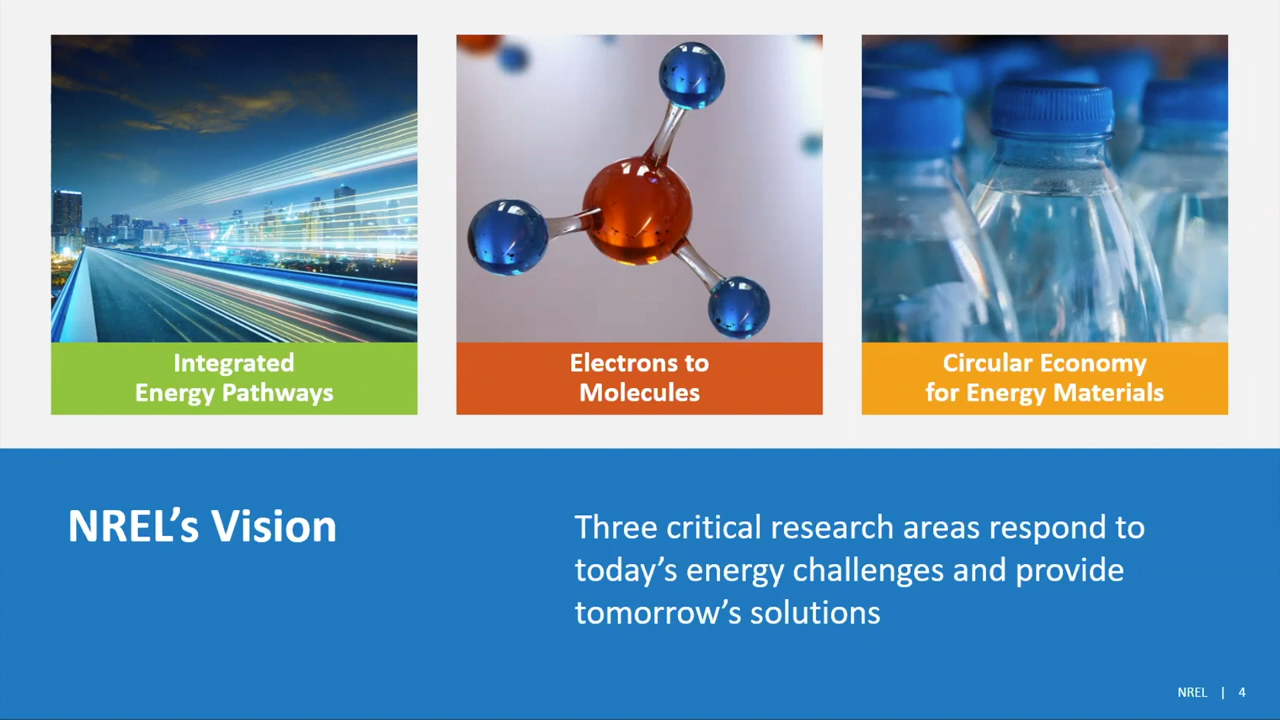 Integrated
Energy Pathways
Electrons to
Molecules
Circular Economy
for Energy Materials
NREL’s Vision
Three critical research areas respond to
today’s energy challenges and provide
tomorrow’s solutions
NREL | 4